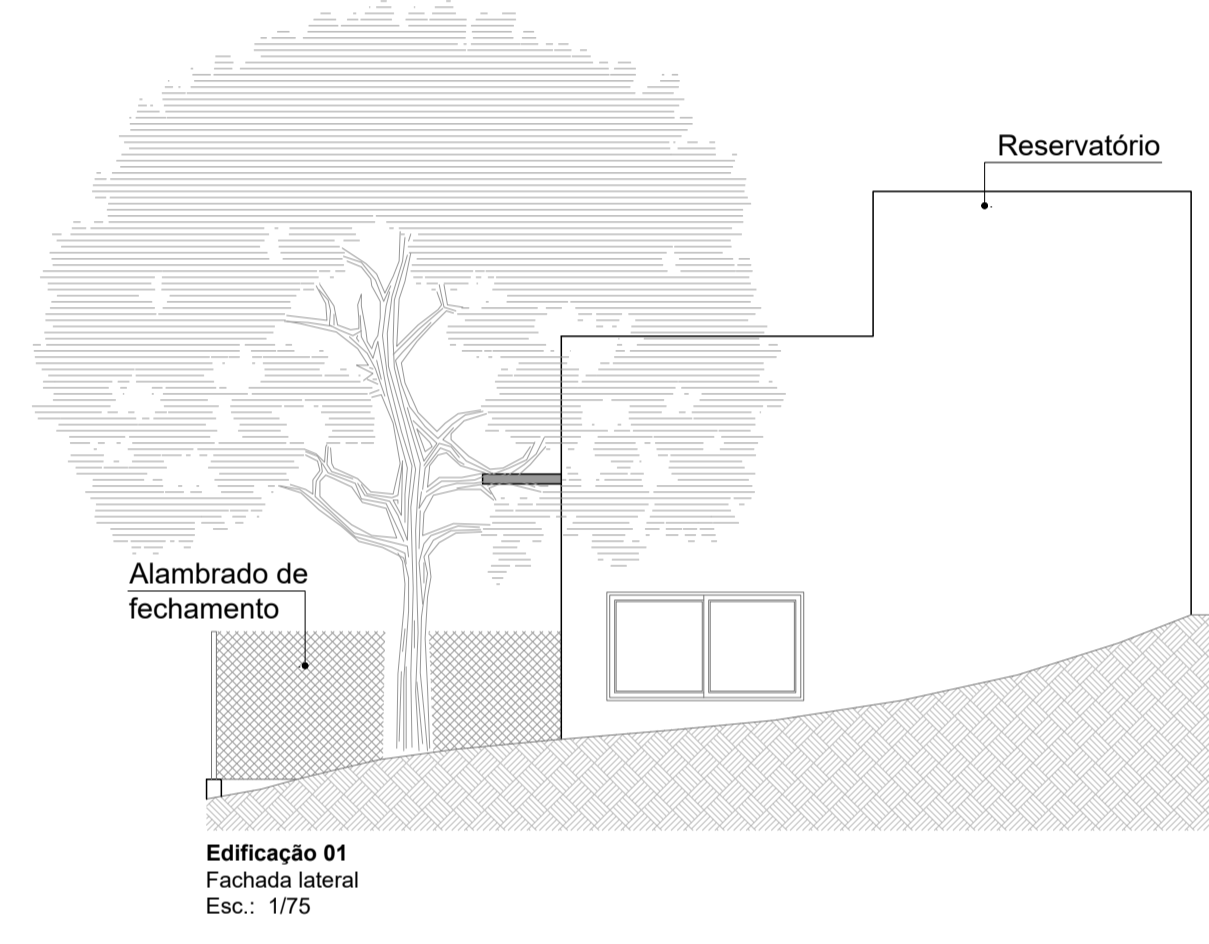 Reservatório
Alambrado de
fechamento
Edificação 01
Fachada lateral
Esc.: 1/75